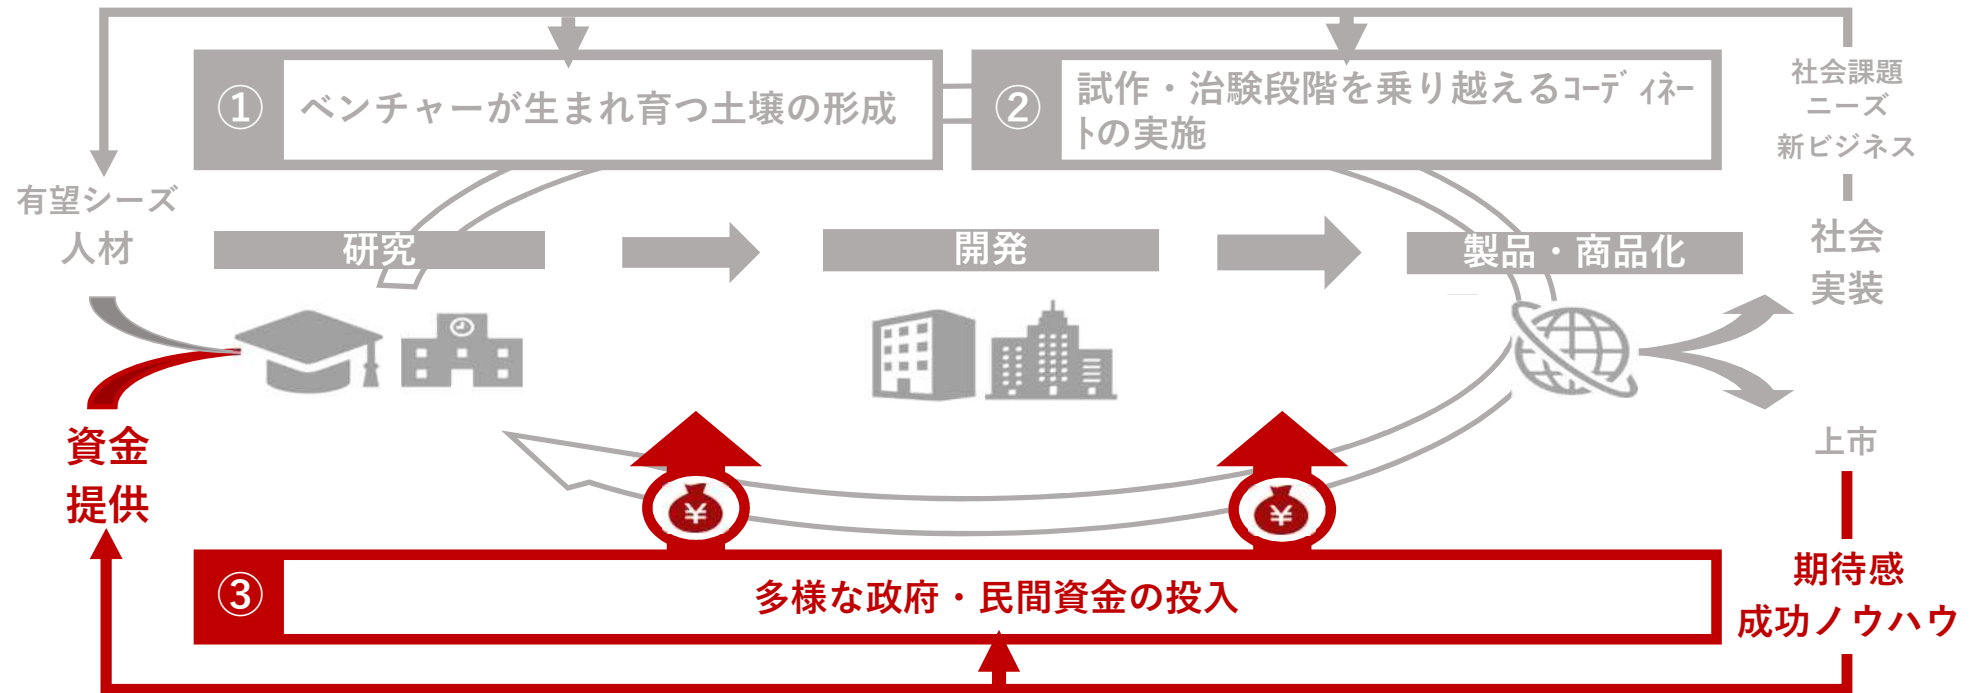 ① ベンチャーが生まれ育つ土壌の形成
② 試作・治験段階を乗り越えるｺｰﾃﾞｨﾈｰ
ﾄの実施
社会課題
ニーズ
新ビジネス
有望シーズ
人材
研究
開発
製品・商品化
社会
実装
資金
提供
上市
¥
¥
③ 多様な政府・民間資金の投入
期待感
成功ノウハウ